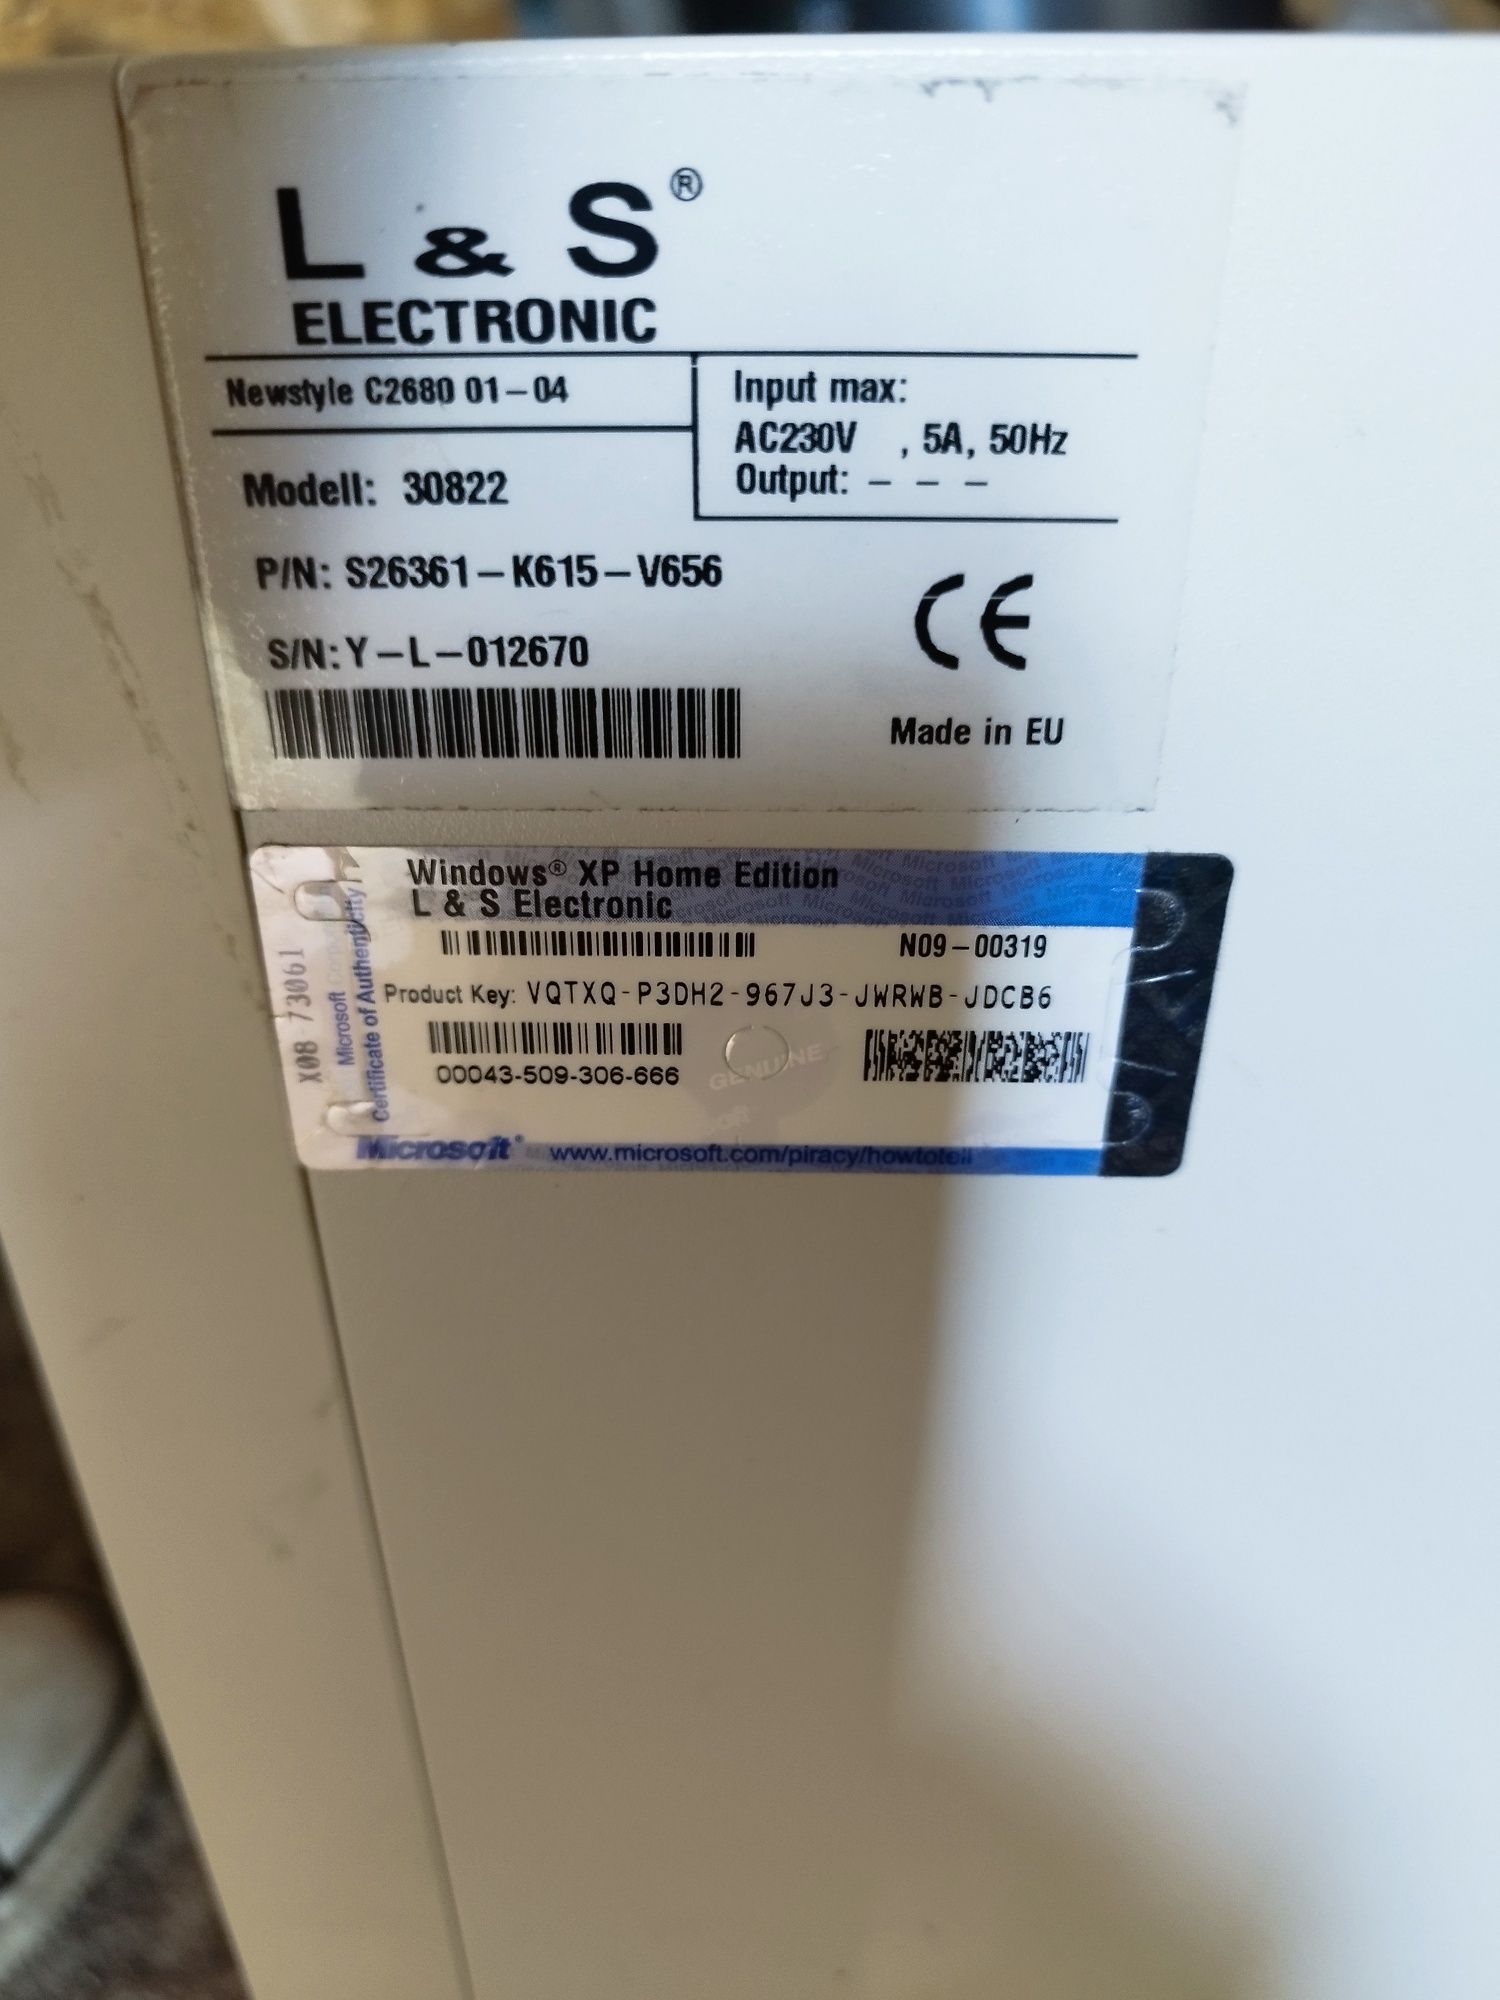 L & S®
ELECTRONIC
Newstyle C2680 01-04
Input max:
AC230V , 5A, 50Hz
Output: - - -
Modell: 30822
P/N: S26361-K615-V656
S/N: Y-L-012670
CE
Made in EU
Windows® XP Home Edition
L & S Electronic
N09-00319
Product Key: VQTXQ-P3DH2-967J3-JWRWB-JDCB6
00043-509-306-666
GENUINE
Microsoft®
www.microsoft.com/piracy/howtotell
Certificate of Authenticity
Microsoft
X08-73061